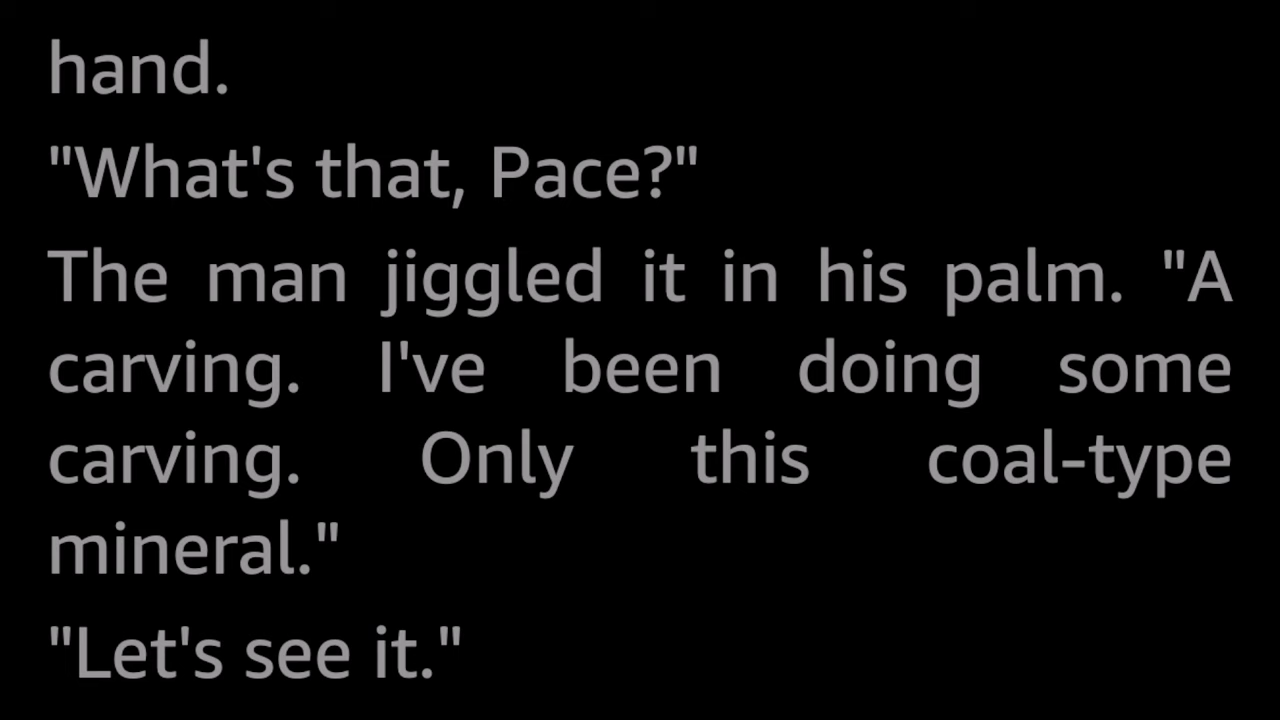 hand.
"What's that, Pace?"
The man jiggled it in his palm. "A
carving. I've been doing some
carving. Only this coal-type
mineral."
"Let's see it."